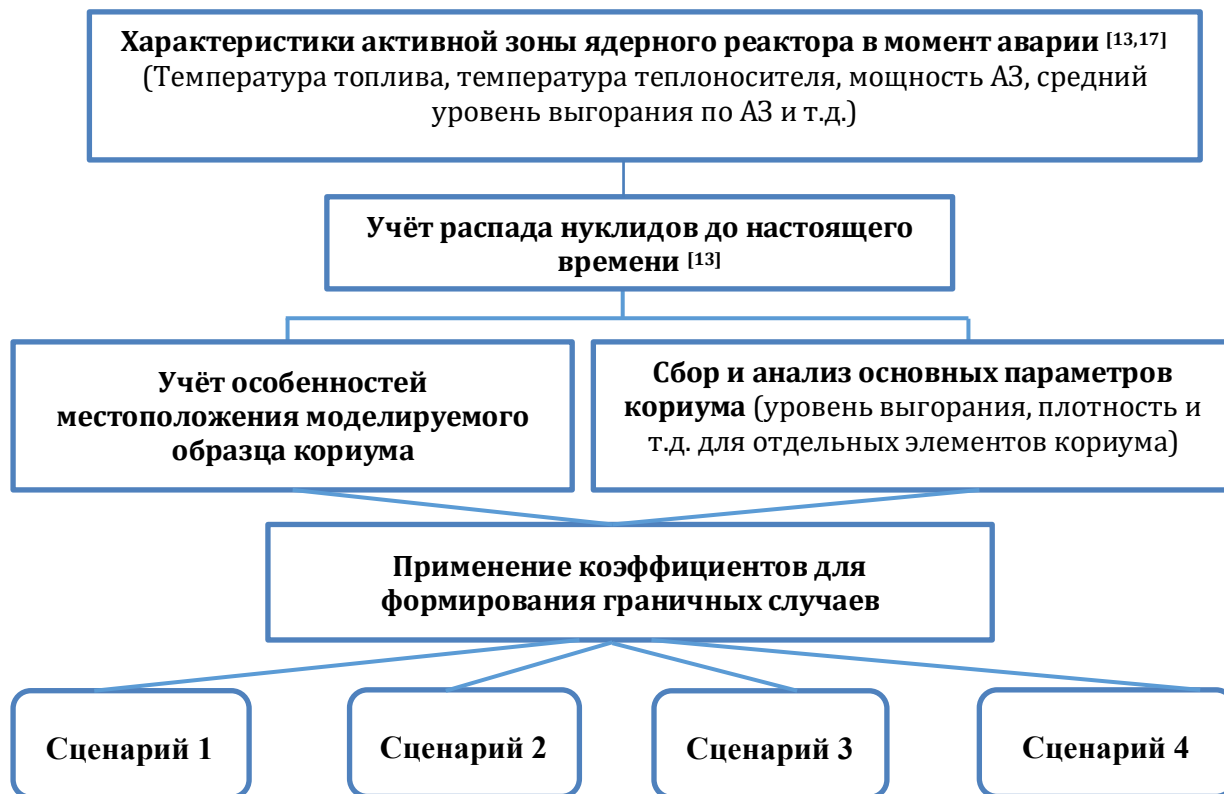 Характеристики активной зоны ядерного реактора в момент аварии [13,17]
(Температура топлива, температура теплоносителя, мощность АЗ, средний
уровень выгорания по АЗ и т.д.)
Учёт распада нуклидов до настоящего
времени [13]
Учёт особенностей
местоположения моделируемого
образца кориума
Сбор и анализ основных параметров
кориума (уровень выгорания, плотность и
т.д. для отдельных элементов кориума)
Применение коэффициентов для
формирования граничных случаев
Сценарий 1
Сценарий 2
Сценарий 3
Сценарий 4